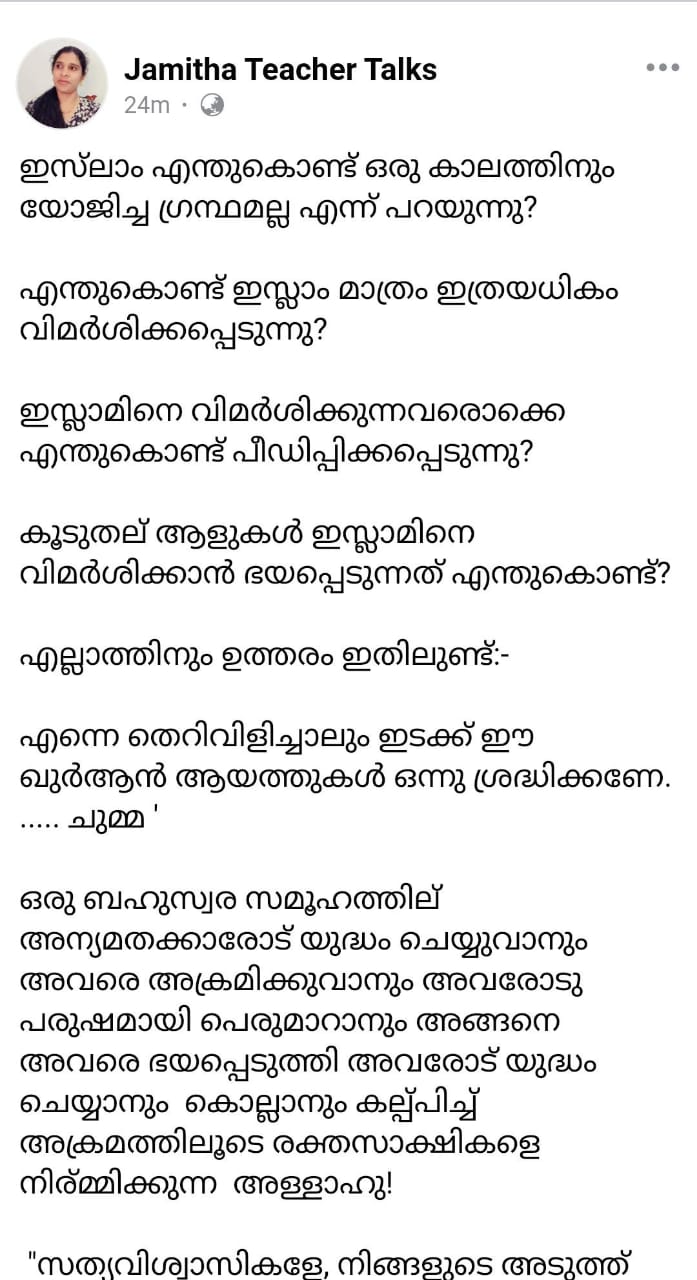 Jamitha Teacher Talks
24m ·
ഇസ്‌ലാം എന്തുകൊണ്ട് ഒരു കാലത്തിനും
യോജിച്ച ഗ്രന്ഥമല്ല എന്ന് പറയുന്നു?
എന്തുകൊണ്ട് ഇസ്ലാം മാത്രം ഇത്രയധികം
വിമർശിക്കപ്പെടുന്നു?
ഇസ്ലാമിനെ വിമർശിക്കുന്നവരൊക്കെ
എന്തുകൊണ്ട് പീഡിപ്പിക്കപ്പെടുന്നു?
കൂടുതല് ആളുകൾ ഇസ്ലാമിനെ
വിമർശിക്കാൻ ഭയപ്പെടുന്നത് എന്തുകൊണ്ട്?
എല്ലാത്തിനും ഉത്തരം ഇതിലുണ്ട്:-
എന്നെ തെറിവിളിച്ചാലും ഇടക്ക് ഈ
ഖുർആൻ ആയത്തുകൾ ഒന്നു ശ്രദ്ധിക്കണേ.
..... ചുമ്മ '
ഒരു ബഹുസ്വര സമൂഹത്തില്
അന്യമതക്കാരോട് യുദ്ധം ചെയ്യുവാനും
അവരെ അക്രമിക്കുവാനും അവരോടു
പരുഷമായി പെരുമാറാനും അങ്ങനെ
അവരെ ഭയപ്പെടുത്തി അവരോട് യുദ്ധം
ചെയ്യാനും കൊല്ലാനും കല്പ്പിച്ച്
അക്രമത്തിലൂടെ രക്തസാക്ഷികളെ
നിര്മ്മിക്കുന്ന അള്ളാഹു!
"സത്യവിശ്വാസികളേ, നിങ്ങളുടെ അടുത്ത്